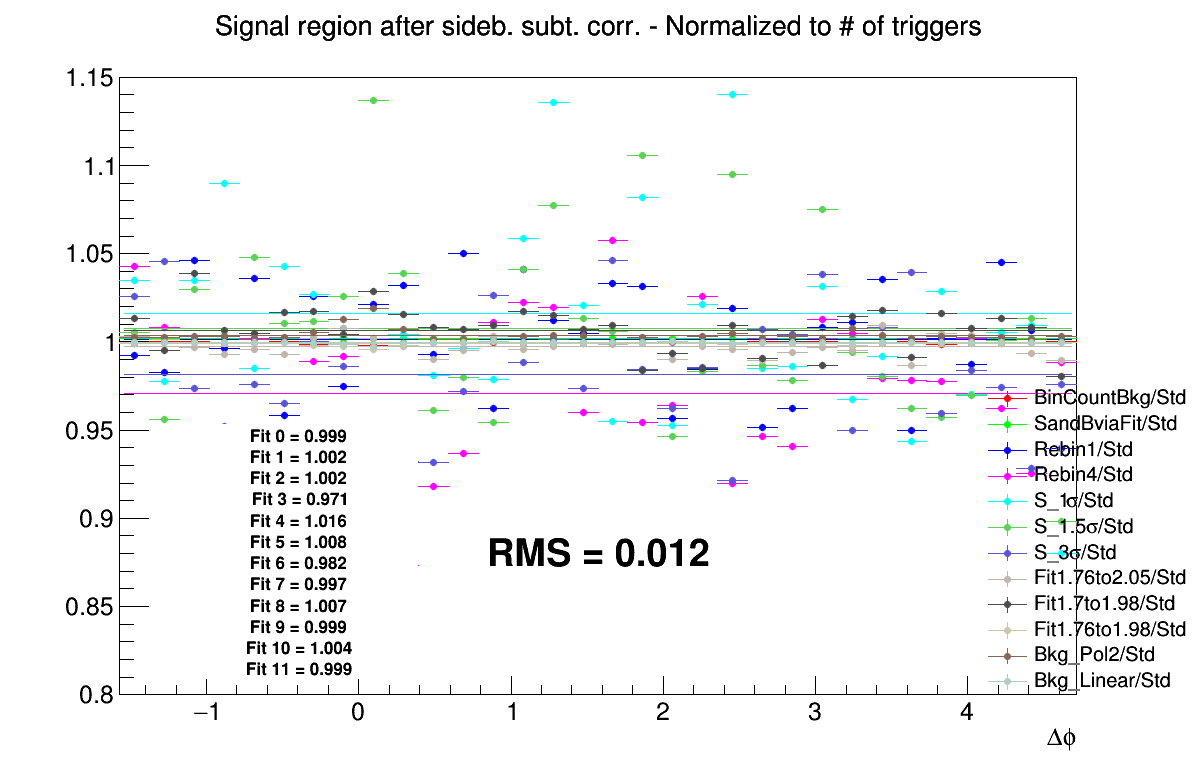 Signal region after sideb. subt. corr. - Normalized to # of triggers
1.15
1.1
1.05
1
0.95
0.9
0.85
0.8
Fit 0 = 0.999
Fit 1 = 1.002
Fit 2 = 1.002
Fit 3 = 0.971
Fit 4 = 1.016
Fit 5 = 1.008
Fit 6 = 0.982
Fit 7 = 0.997
Fit 8 = 1.007
Fit 9 = 0.999
Fit 10 = 1.004
Fit 11 = 0.999
RMS = 0.012
BinCountBkg/Std
SandBviaFit/Std
Rebin1/Std
Rebin4/Std
S_1σ/Std
S_1.5σ/Std
S_3σ/Std
Fit1.76to2.05/Std
Fit1.7to1.98/Std
Fit1.76to1.98/Std
Bkg_Pol2/Std
Bkg_Linear/Std
−1 0 1 2 3 4
Δϕ